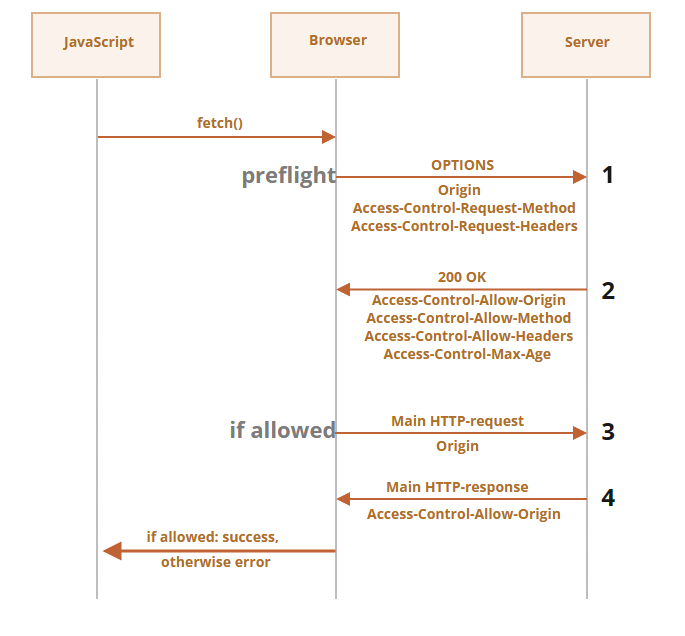 JavaScript
Browser
Server
fetch()
preflight
OPTIONS
1
Origin
Access-Control-Request-Method
Access-Control-Request-Headers
200 OK
2
Access-Control-Allow-Origin
Access-Control-Allow-Method
Access-Control-Allow-Headers
Access-Control-Max-Age
if allowed
Main HTTP-request
3
Origin
Main HTTP-response
4
Access-Control-Allow-Origin
if allowed: success,
otherwise error